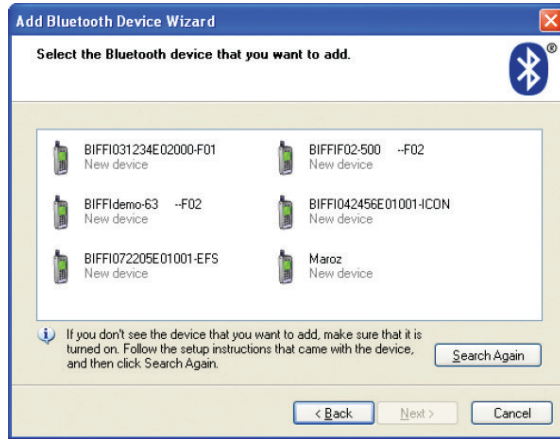 Add Bluetooth Device Wizard
Select the Bluetooth device that you want to add.
®
BIFFI031234E02000-F01
New device
BIFFIF02-500 --F02
New device
BIFFIdemo-63 --F02
New device
BIFFI042456E01001-ICON
New device
BIFFI072205E01001-EFS
New device
Maroz
New device
If you don't see the device that you want to add, make sure that it is
turned on. Follow the setup instructions that came with the device,
and then click Search Again.
Search Again
< Back
Next >
Cancel